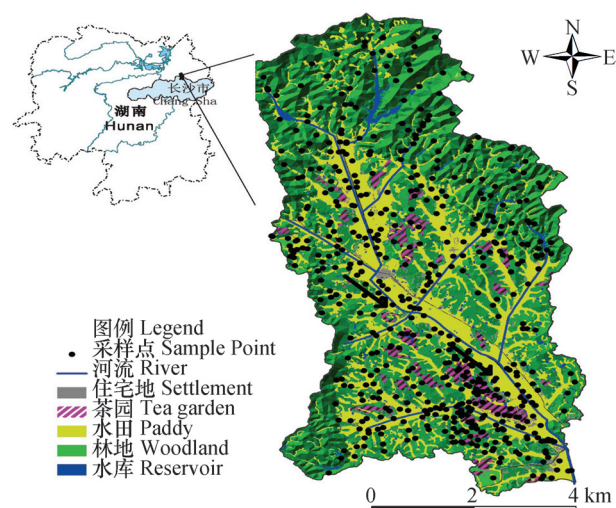 N
W E
S
长沙市
Chang Sha
湖南
Hunan
图例 Legend
采样点 Sample Point
河流 River
住宅地 Settlement
茶园 Tea garden
水田 Paddy
林地 Woodland
水库 Reservoir
0 2 4 km